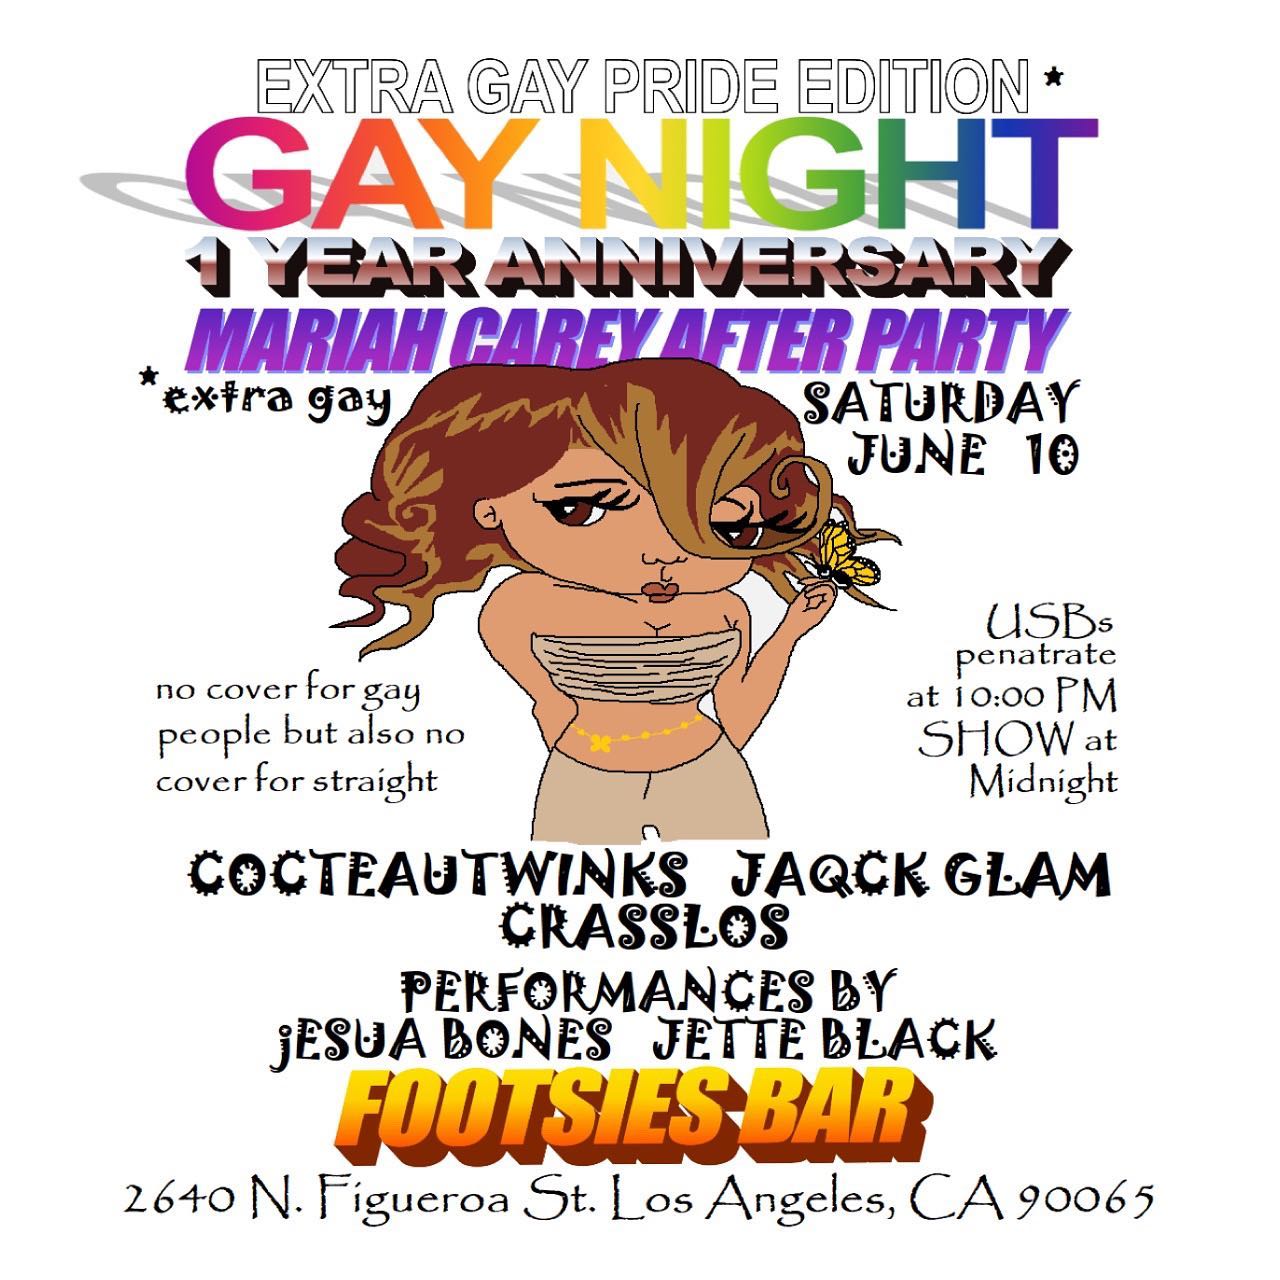 EXTRA GAY PRIDE EDITION *
GAY NIGHT
1 YEAR ANNIVERSARY
MARIAH CAREY AFTER PARTY
*extra gay
SATURDAY
JUNE 10
no cover for gay
people but also no
cover for straight
USBs
penatrate
at 10:00 PM
SHOW at
Midnight
COCTEAUTWINKS JAQCK GLAM
CRASSLOS
PERFORMANCES BY
jESUA BONES JETTE BLACK
FOOTSIES BAR
2640 N. Figueroa St. Los Angeles, CA 90065